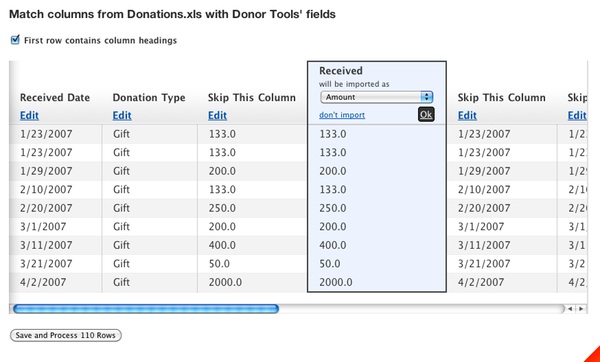 Match columns from Donations.xls with Donor Tools' fields
First row contains column headings
Received
will be imported as
Amount
Received Date Donation Type Skip This Column Skip This Column Skip
Edit Edit Edit don't import Ok Edit Edit
1/23/2007 Gift 133.0 133.0 1/23/2007 1/2
1/23/2007 Gift 133.0 133.0 1/23/2007 1/2
1/29/2007 Gift 200.0 200.0 1/29/2007 1/2
2/10/2007 Gift 133.0 133.0 2/10/2007 2/1
2/20/2007 Gift 250.0 250.0 2/20/2007 2/2
3/1/2007 Gift 200.0 200.0 3/1/2007 3/1
3/11/2007 Gift 400.0 400.0 3/11/2007 3/1
3/21/2007 Gift 50.0 50.0 3/21/2007 3/2
4/2/2007 Gift 2000.0 2000.0 4/2/2007 4/2
Save and Process 110 Rows